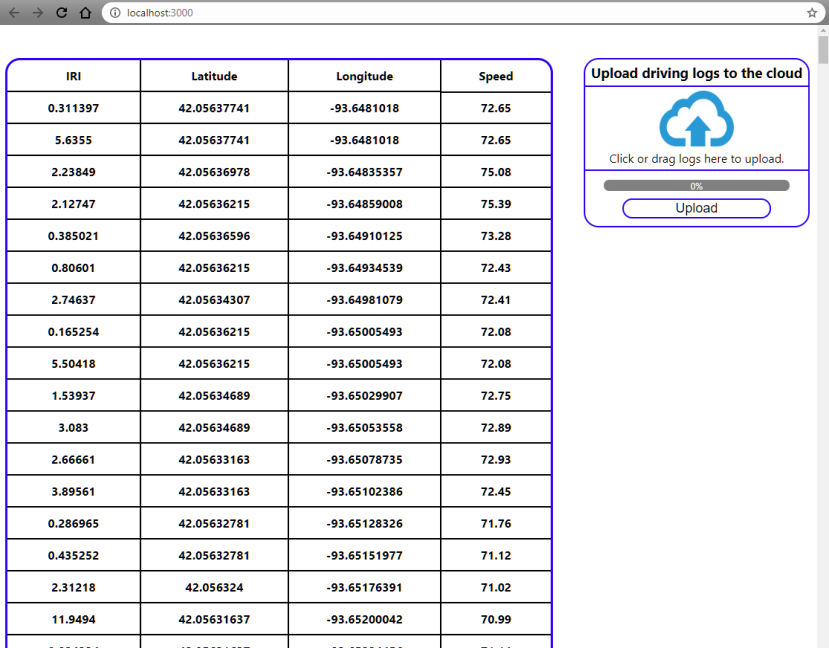 localhost:3000
IRI Latitude Longitude Speed
0.311397 42.05637741 -93.6481018 72.65
5.6355 42.05637741 -93.6481018 72.65
2.23849 42.05636978 -93.64835357 75.08
2.12747 42.05636215 -93.64859008 75.39
0.385021 42.05636596 -93.64910125 73.28
0.80601 42.05636215 -93.64934539 72.43
2.74637 42.05634307 -93.64981079 72.41
0.165254 42.05636215 -93.65005493 72.08
5.50418 42.05636215 -93.65005493 72.08
1.53937 42.05634689 -93.65029907 72.75
3.083 42.05634689 -93.65053558 72.89
2.66661 42.05633163 -93.65078735 72.93
3.89561 42.05633163 -93.65102386 72.45
0.286965 42.05632781 -93.65128326 71.76
0.435252 42.05632781 -93.65151977 71.12
2.31218 42.056324 -93.65176391 71.02
11.9494 42.05631637 -93.65200042 70.99
Upload driving logs to the cloud
Click or drag logs here to upload.
0%
Upload